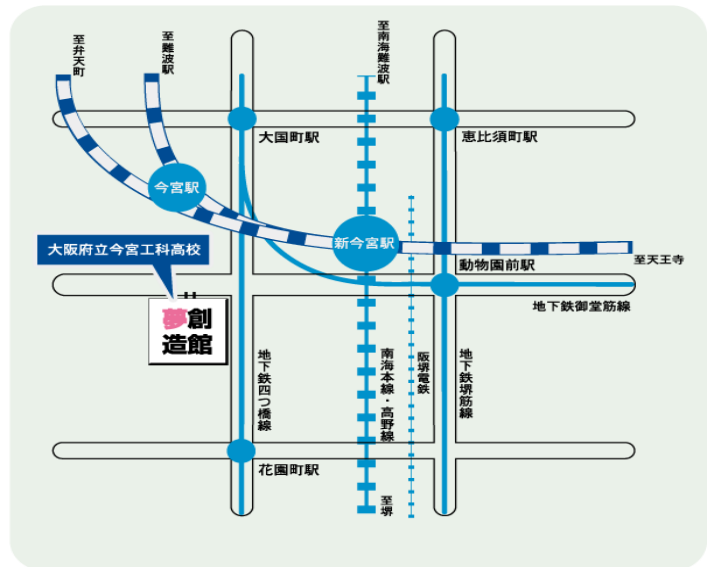 至弁天町
至難波駅
至南海難波駅
大国町駅
恵比須町駅
今宮駅
大阪府立今宮工科高校
新今宮駅
動物園前駅
至天王寺
地下鉄御堂筋線
夢創
造館
地下鉄四つ橋線
南海本線・高野線
阪堺電鉄
地下鉄堺筋線
花園町駅
至堺